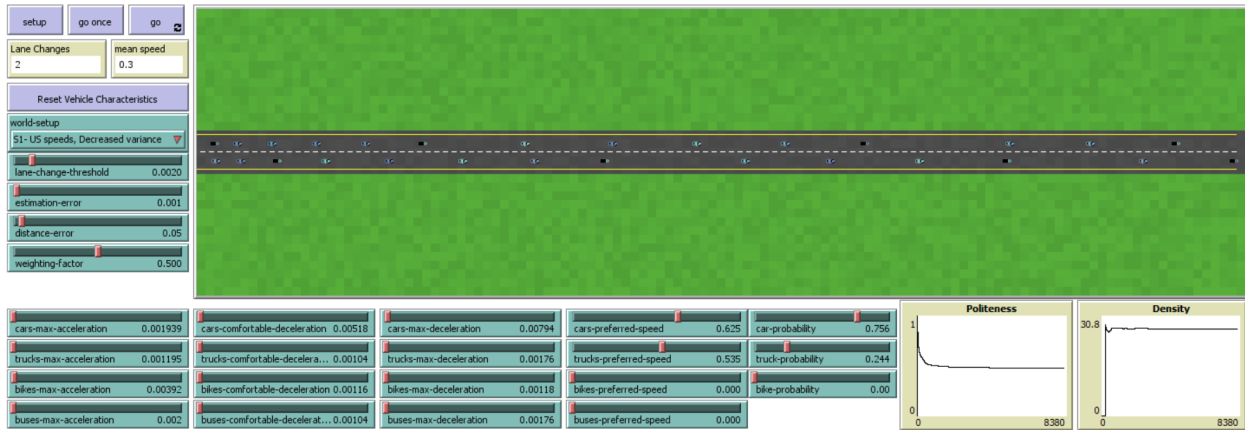 setup go once go
Lane Changes mean speed
2 0.3
Reset Vehicle Characteristics
world-setup
S1- US speeds, Decreased variance
lane-change-threshold 0.0020
estimation-error 0.001
distance-error 0.05
weighting-factor 0.500
cars-max-acceleration 0.001939
cars-comfortable-deceleration 0.00518
cars-max-deceleration 0.00794
cars-preferred-speed 0.625
car-probability 0.756
trucks-max-acceleration 0.001195
trucks-comfortable-decelera... 0.00104
trucks-max-deceleration 0.00176
trucks-preferred-speed 0.535
truck-probability 0.244
bikes-max-acceleration 0.00392
bikes-comfortable-deceleration 0.00116
bikes-max-deceleration 0.00118
bikes-preferred-speed 0.000
bike-probability 0.00
buses-max-acceleration 0.002
buses-comfortable-decelerat... 0.00104
buses-max-deceleration 0.00176
buses-preferred-speed 0.000
Politeness
1
0
0 8380
Density
30.8
0
0 8380